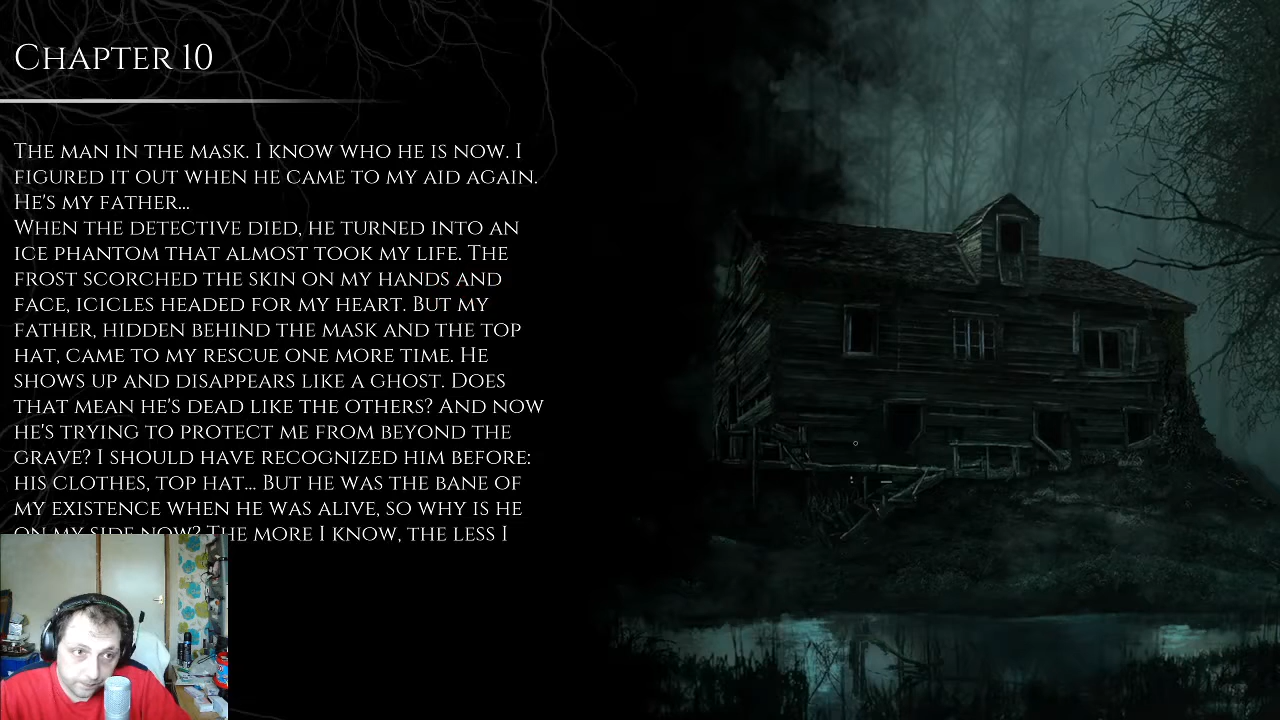 Chapter 10
The man in the mask. I know who he is now. I
figured it out when he came to my aid again.
He's my father...
When the detective died, he turned into an
ice phantom that almost took my life. The
frost scorched the skin on my hands and
face, icicles headed for my heart. But my
father, hidden behind the mask and the top
hat, came to my rescue one more time. He
shows up and disappears like a ghost. Does
that mean he's dead like the others? And now
he's trying to protect me from beyond the
grave? I should have recognized him before:
his clothes, top hat... But he was the bane of
my existence when he was alive, so why is he
on my side now? The more I know, the less I